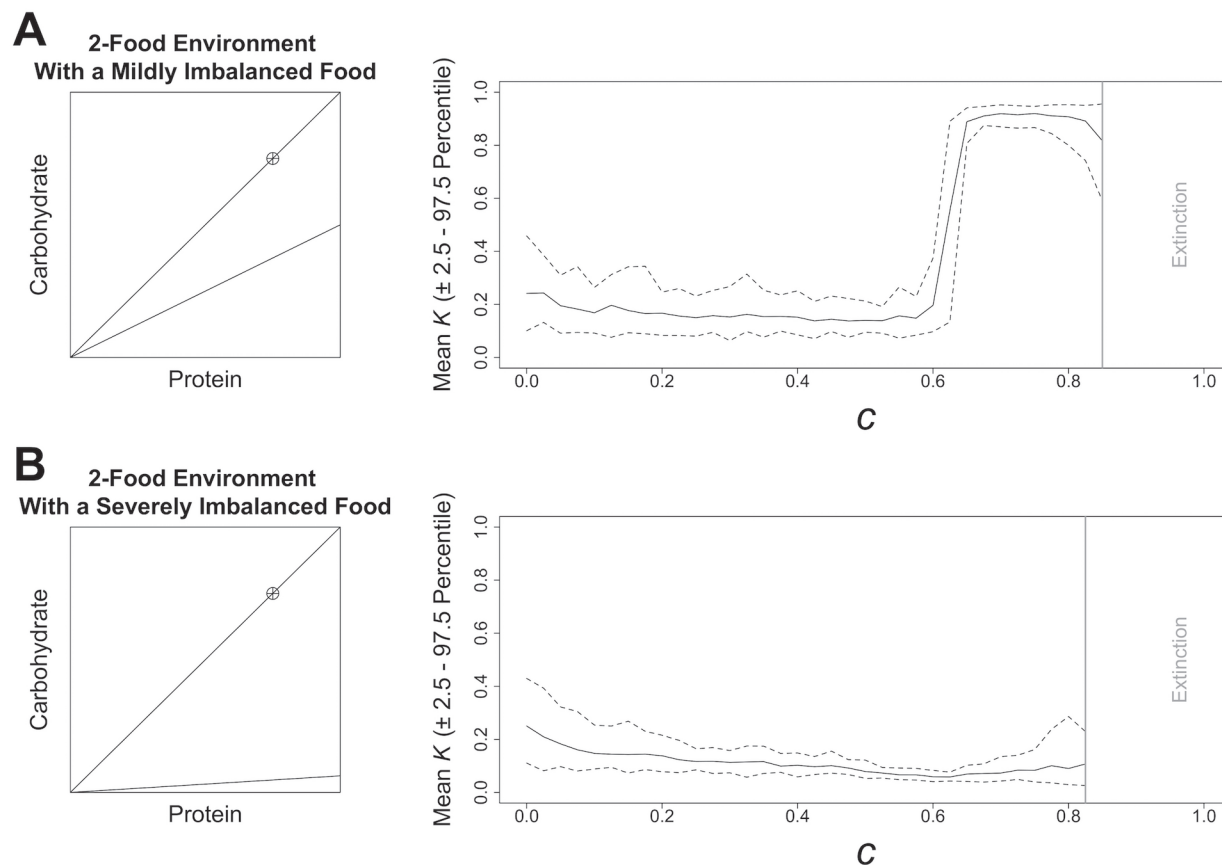 A
2-Food Environment
With a Mildly Imbalanced Food
Carbohydrate
Protein
Mean K (± 2.5 - 97.5 Percentile)
1.0
0.8
0.6
0.4
0.2
0.0
Extinction
0.0 0.2 0.4 0.6 0.8 1.0
C
B
2-Food Environment
With a Severely Imbalanced Food
Carbohydrate
Protein
Mean K (± 2.5 - 97.5 Percentile)
1.0
0.8
0.6
0.4
0.2
0.0
Extinction
0.0 0.2 0.4 0.6 0.8 1.0
C